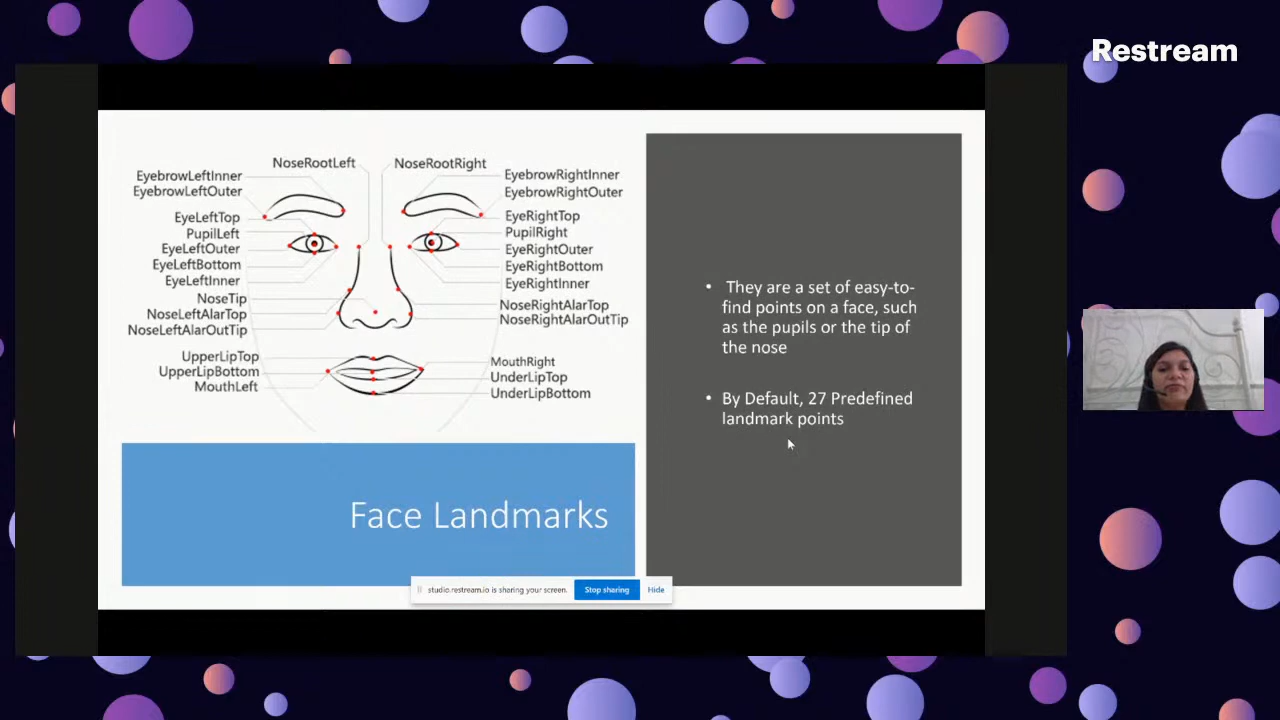 Restream
NoseRootLeft
NoseRootRight
EyebrowLeftInner
EyebrowLeftOuter
EyeLeftTop
PupilLeft
EyeLeftOuter
EyeLeftBottom
EyeLeftInner
NoseTip
NoseLeftAlarTop
NoseLeftAlarOutTip
UpperLipTop
UpperLipBottom
MouthLeft
EyebrowRightInner
EyebrowRightOuter
EyeRightTop
PupilRight
EyeRightOuter
EyeRightBottom
EyeRightInner
NoseRightAlarTop
NoseRightAlarOutTip
MouthRight
UnderLipTop
UnderLipBottom
• They are a set of easy-to-
find points on a face, such
as the pupils or the tip of
the nose
• By Default, 27 Predefined
landmark points
Face Landmarks
studio.restream.io is sharing your screen.
Stop sharing
Hide